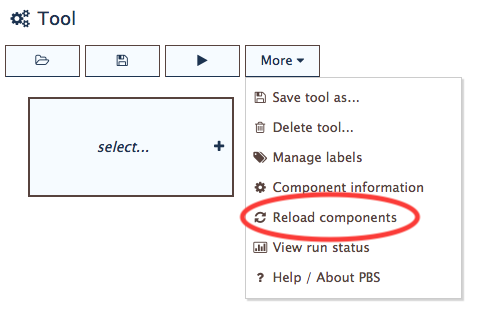 Tool
More
select...
Save tool as...
Delete tool...
Manage labels
Component information
Reload components
View run status
? Help / About PBS